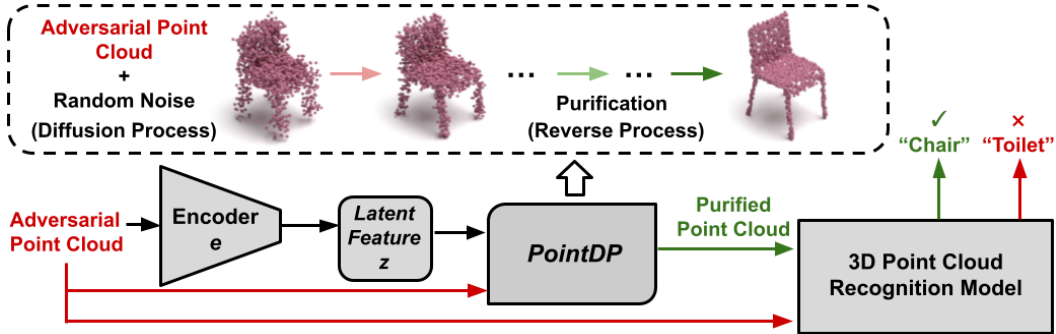 Adversarial Point
Cloud
+
Random Noise
(Diffusion Process)
...
...
Purification
(Reverse Process)
✓
×
“Chair”
“Toilet”
Adversarial
Point Cloud
Encoder
e
Latent
Feature
z
PointDP
Purified
Point Cloud
3D Point Cloud
Recognition Model